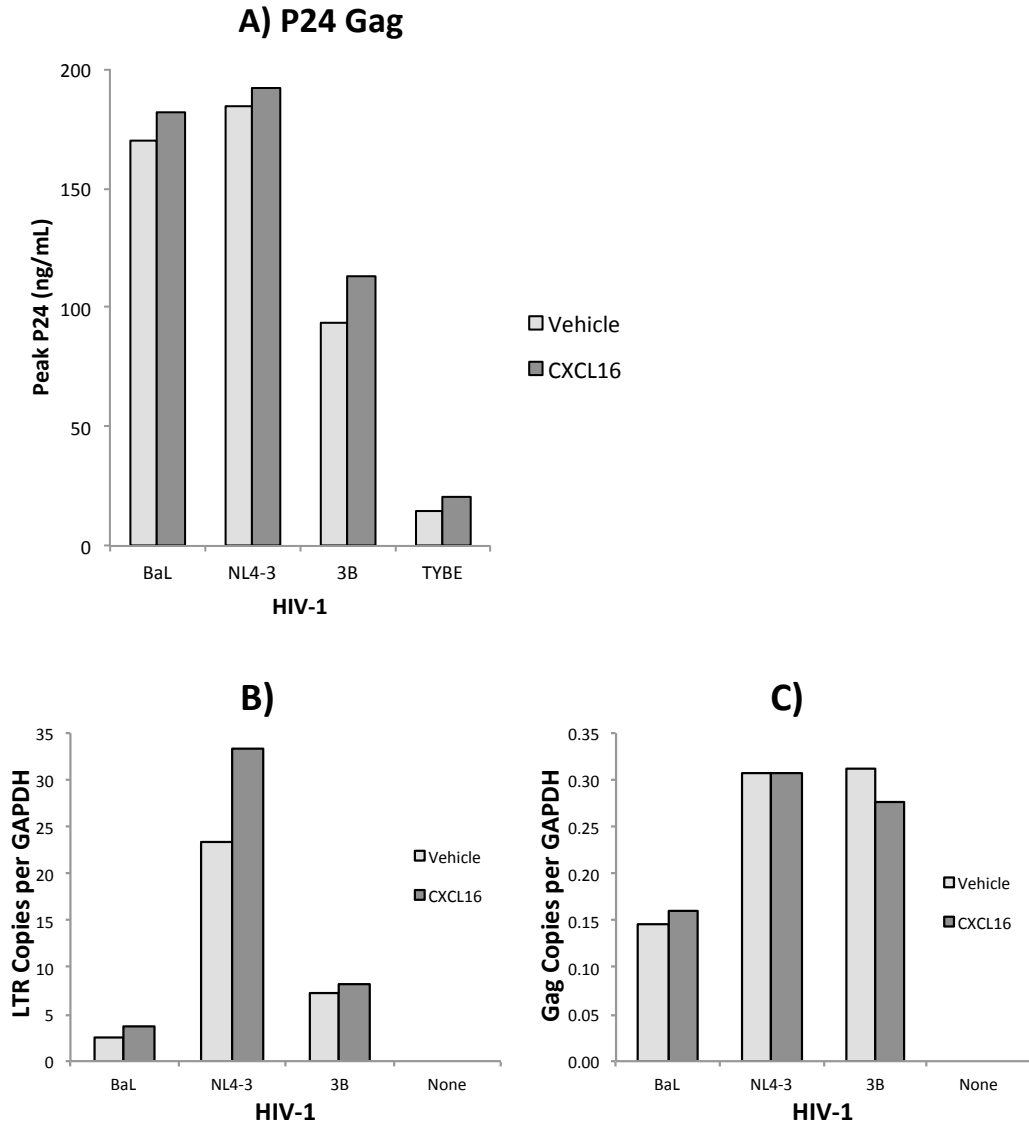 A) P24 Gag
200
150
100
50
0
Peak P24 (ng/mL)
BaL NL4-3 3B TYBE
HIV-1
Vehicle
CXCL16
B)
35
30
25
20
15
10
5
0
LTR Copies per GAPDH
BaL NL4-3 3B None
HIV-1
Vehicle
CXCL16
C)
0.35
0.30
0.25
0.20
0.15
0.10
0.05
0.00
Gag Copies per GAPDH
BaL NL4-3 3B None
HIV-1
Vehicle
CXCL16